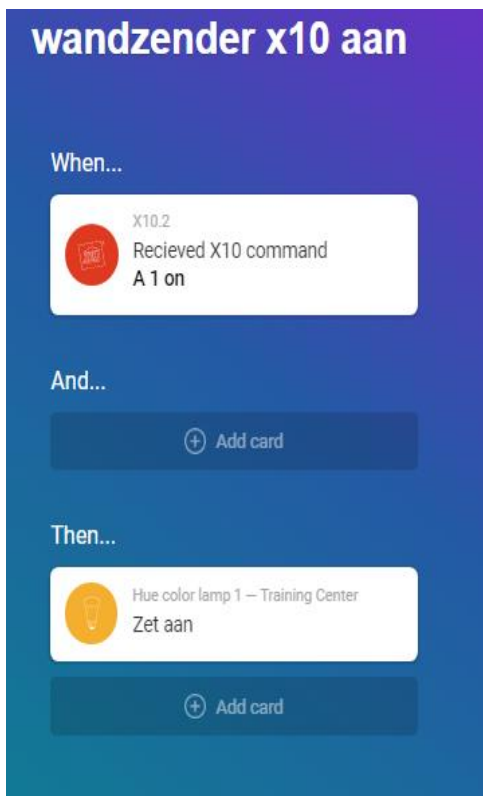 wandzender x10 aan
When...
X10.2
Recieved X10 command
A 1 on
And...
Add card
Then...
Hue color lamp 1 – Training Center
Zet aan
Add card